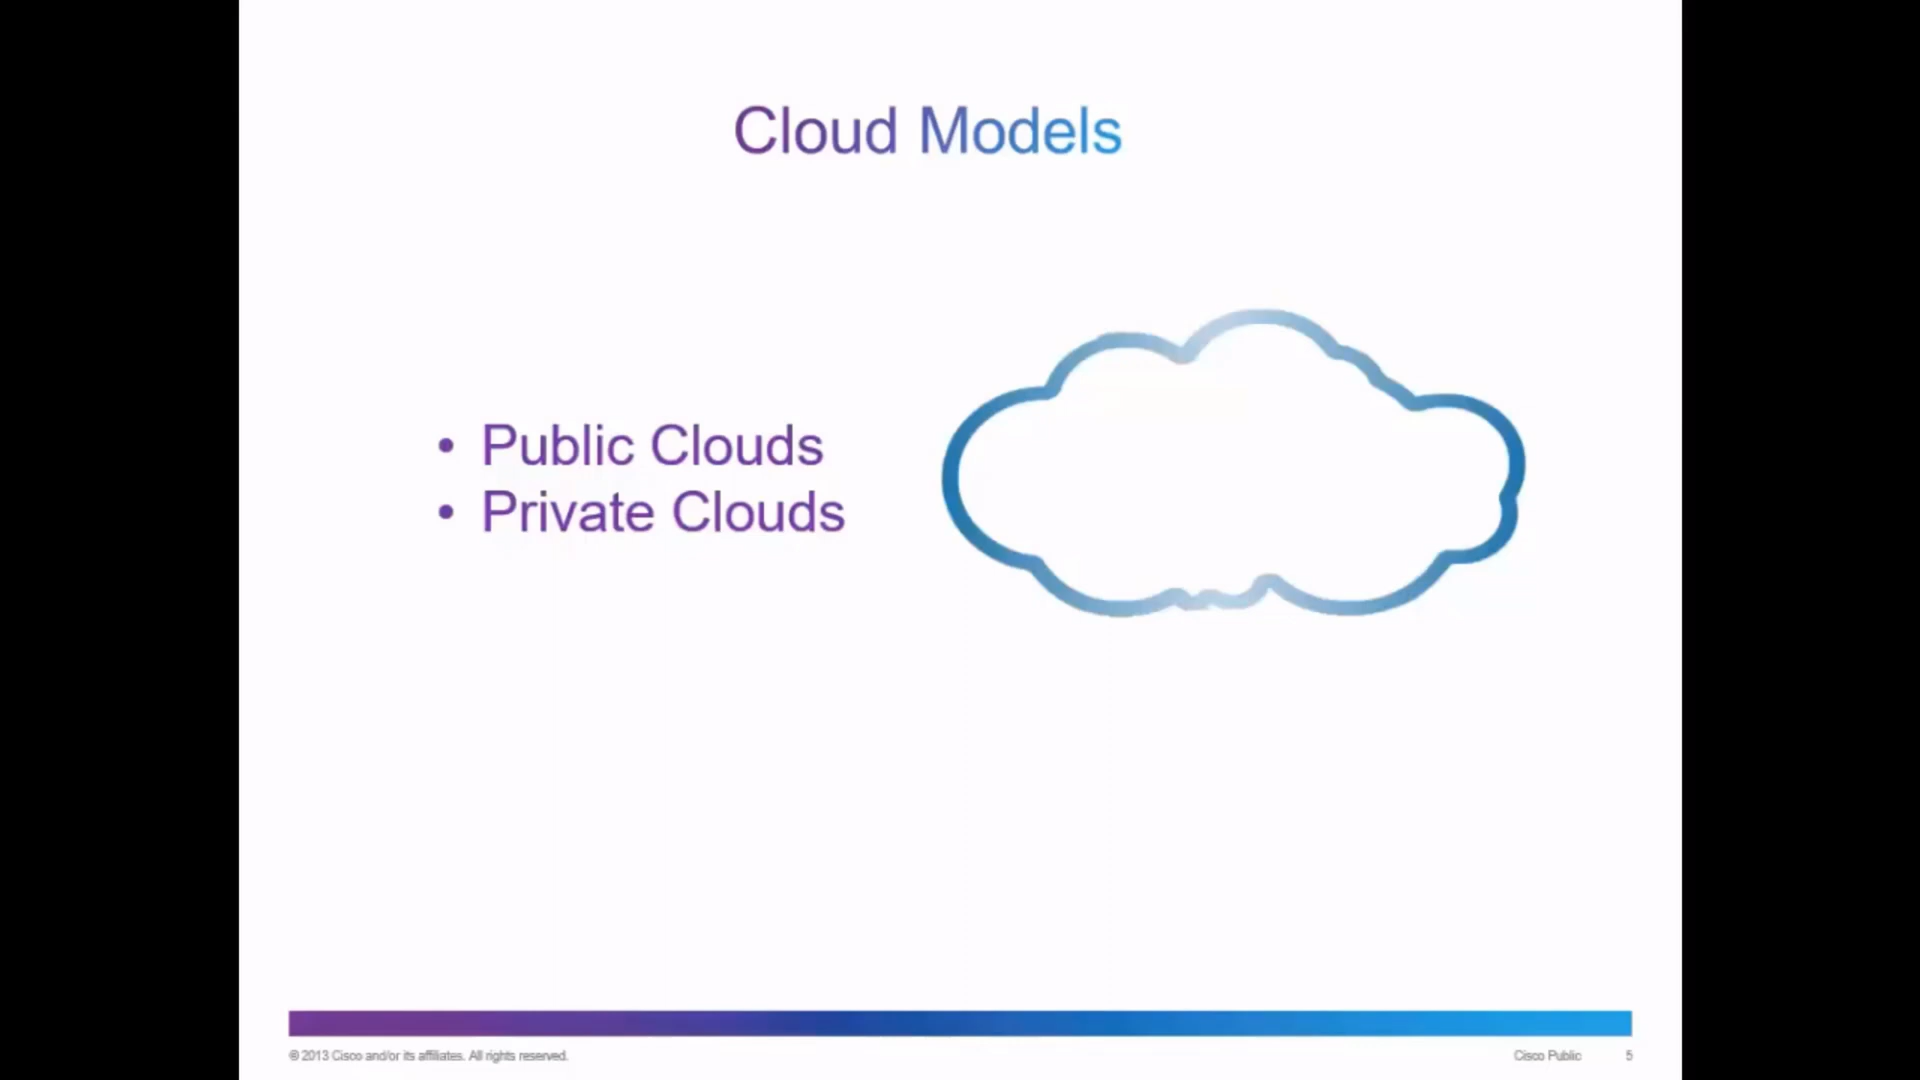 Cloud Models
• Public Clouds
• Private Clouds
© 2013 Cisco and/or its affiliates. All rights reserved.
Cisco Public 5